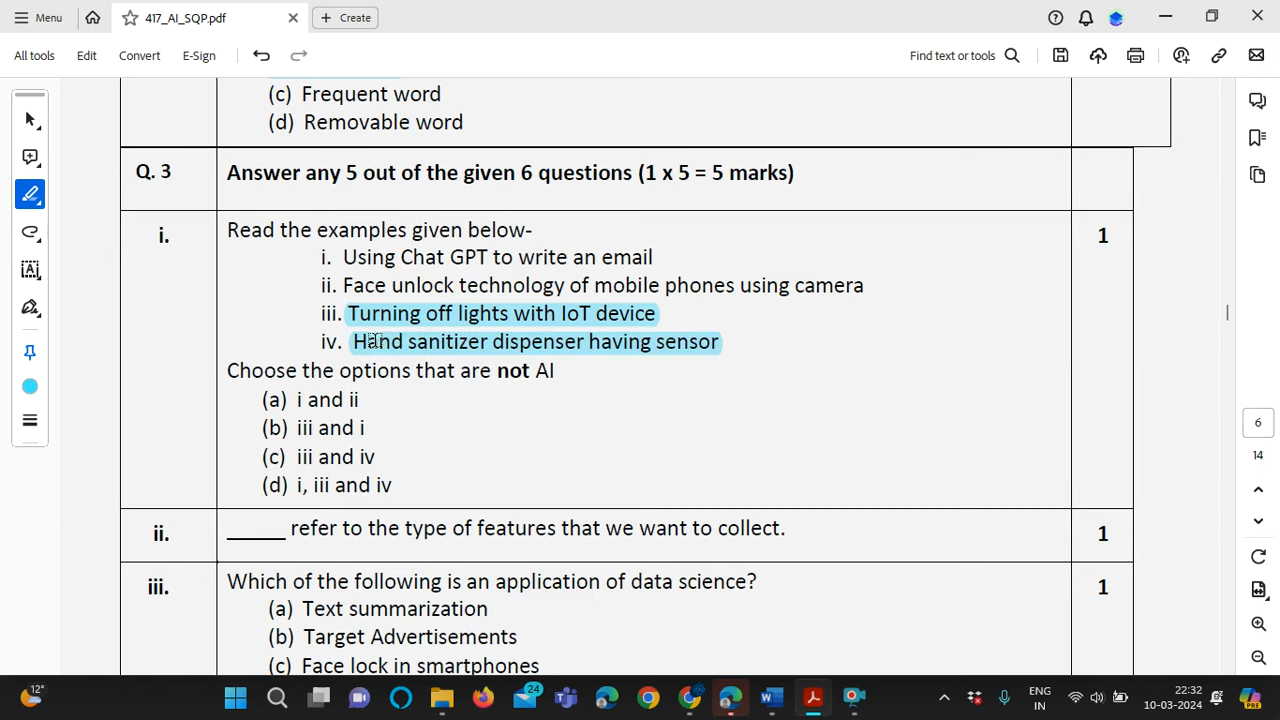 Menu
417_AI_SQP.pdf
Create
All tools
Edit
Convert
E-Sign
Find text or tools
(c) Frequent word
(d) Removable word
Q. 3
Answer any 5 out of the given 6 questions (1 x 5 = 5 marks)
i.
Read the examples given below-
1
i. Using Chat GPT to write an email
ii. Face unlock technology of mobile phones using camera
iii. Turning off lights with IoT device
iv. Hand sanitizer dispenser having sensor
Choose the options that are not AI
(a) i and ii
(b) iii and i
(c) iii and iv
(d) i, iii and iv
ii.
______ refer to the type of features that we want to collect.
1
iii.
Which of the following is an application of data science?
1
(a) Text summarization
(b) Target Advertisements
(c) Face lock in smartphones
6
14
12°
24
ENG
IN
22:32
10-03-2024
PRE